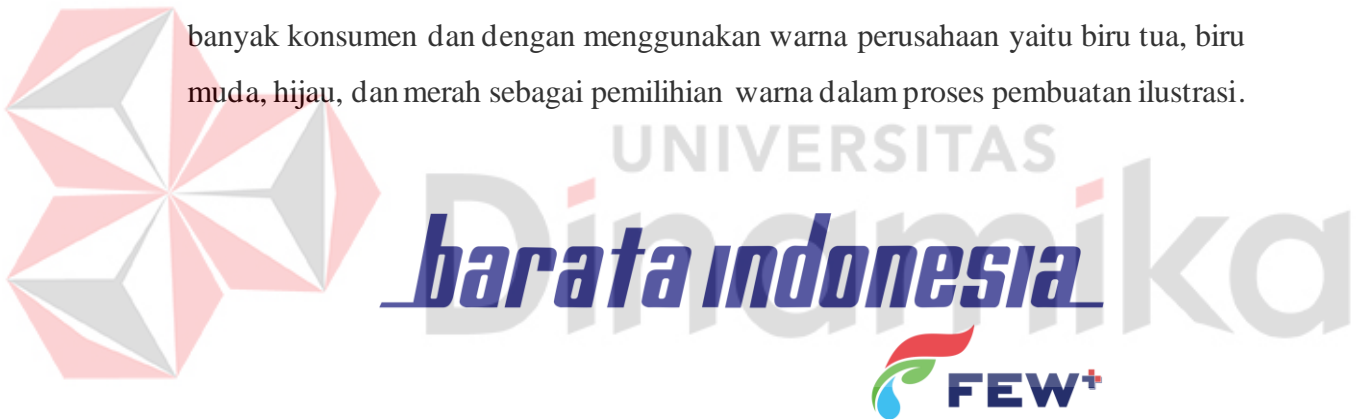 banyak konsumen dan dengan menggunakan warna perusahaan yaitu biru tua, biru
muda, hijau, dan merah sebagai pemilihian warna dalam proses pembuatan ilustrasi.
UNIVERSITAS
Dinamika
barata indonesia
FEW+